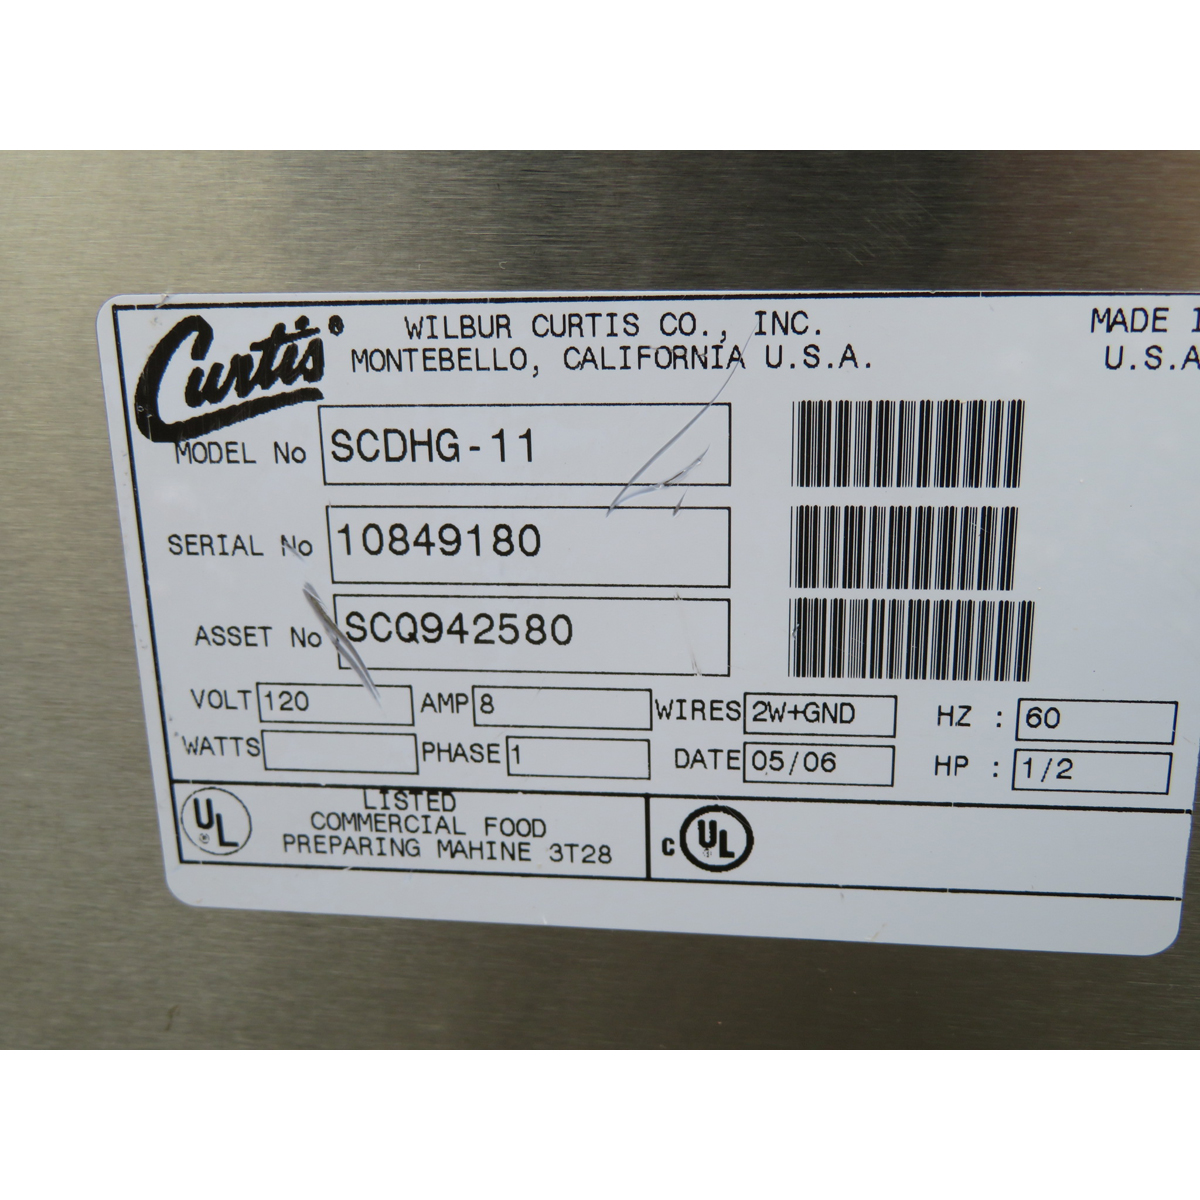 Curtis®
WILBUR CURTIS CO., INC.
MONTEBELLO, CALIFORNIA U.S.A.
MADE I
U.S.A
MODEL No SCDHG-11
SERIAL No 10849180
ASSET No SCQ942580
VOLT 120 AMP 8 WIRES 2W+GND HZ : 60
WATTS PHASE 1 DATE 05/06 HP : 1/2
UL® LISTED
COMMERCIAL FOOD
PREPARING MAHINE 3T28
c UL®